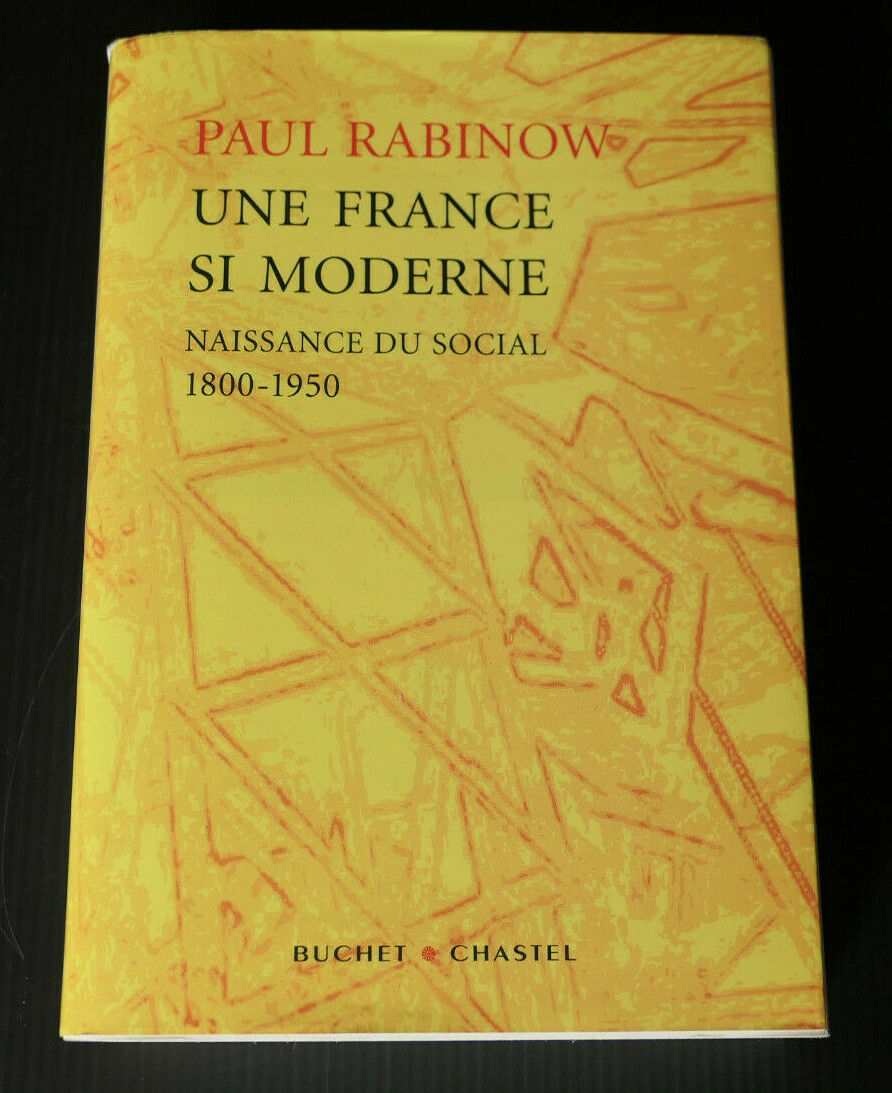 PAUL RABINOW
UNE FRANCE
SI MODERNE
NAISSANCE DU SOCIAL
1800-1950
BUCHET CHASTEL